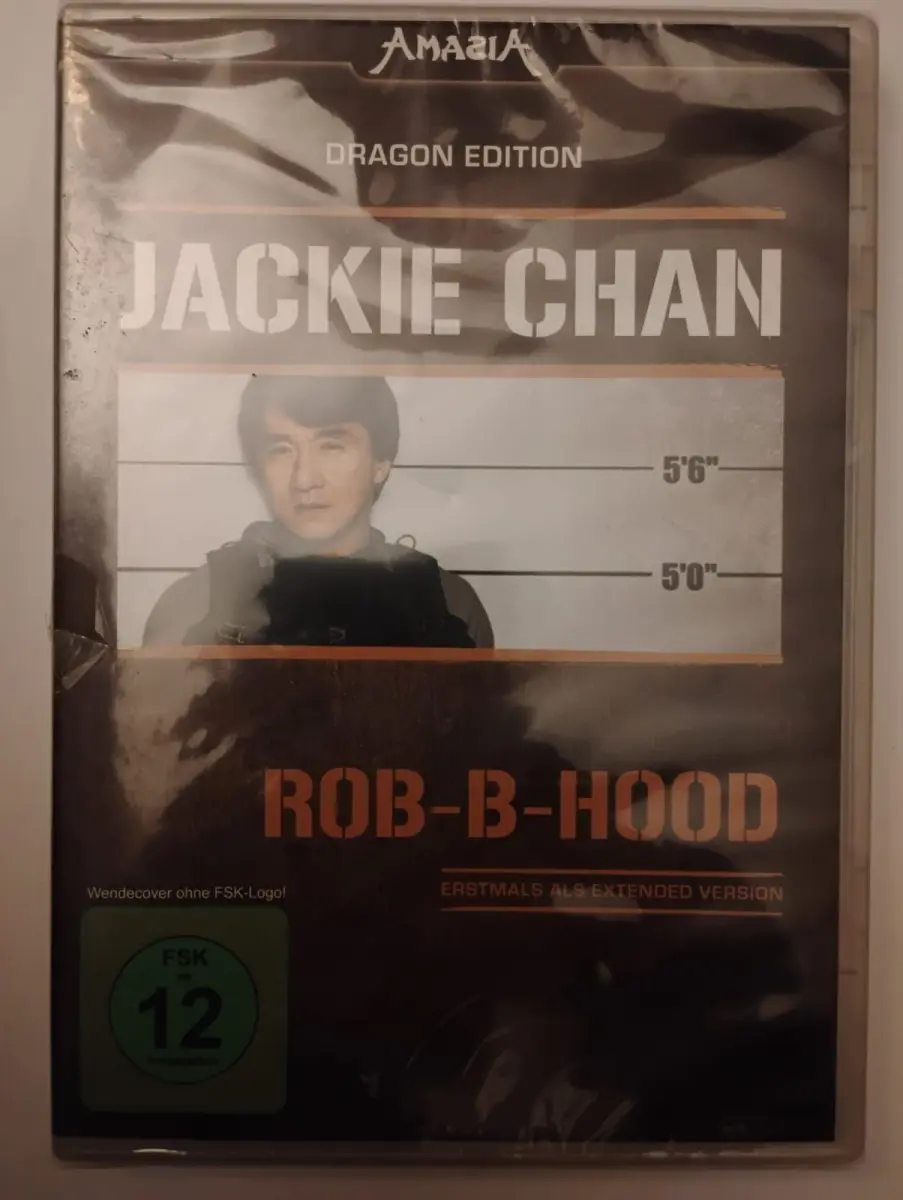 AMASIA
DRAGON EDITION
JACKIE CHAN
5'6"
5'0"
ROB-B-HOOD
ERSTMALS ALS EXTENDED VERSION
Wendecover ohne FSK-Logo!
FSK
12